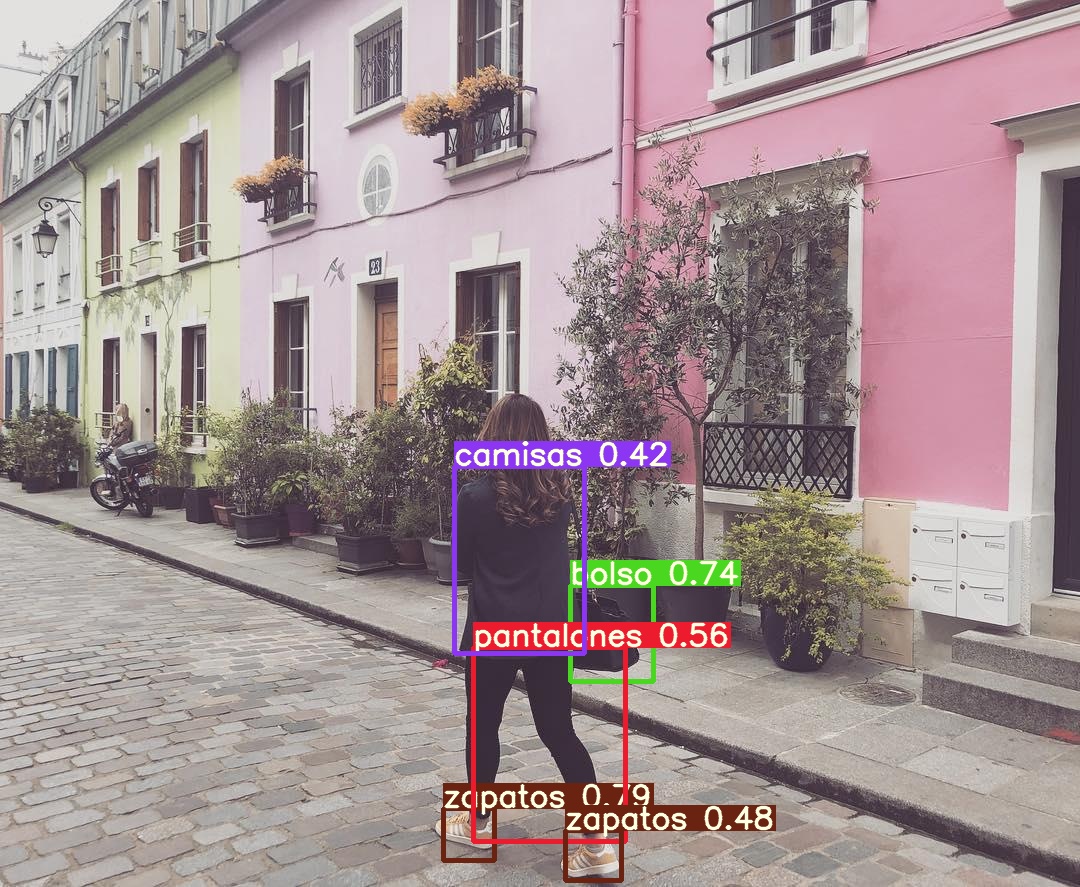 23
camisas 0.42
bolso 0.74
pantalones 0.56
zapatos 0.79
zapatos 0.48